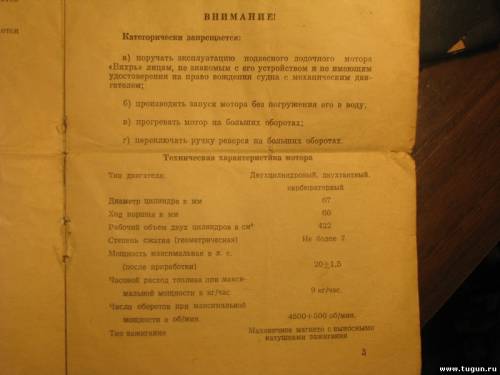 ВНИМАНИЕ!
Категорически запрещается:
а) поручать эксплуатацию подвесного лодочного мотора
«Вихрь» лицам, не знакомым с его устройством и не имеющим
удостоверения на право вождения судна с механическим дви-
гателем;
б) производить запуск мотора без погружения его в воду;
в) прогревать мотор на больших оборотах;
г) переключать ручку реверса на больших оборотах.
Техническая характеристика мотора
Тип двигателя: Двухцилиндровый, двухтактный,
карбюраторный
Диаметр цилиндра в мм 67
Ход поршня в мм 60
Рабочий объем двух цилиндров в см³ 422
Степень сжатия (геометрическая) Не более 7
Мощность максимальная в л. с.
(после приработки) 20±1,5
Часовой расход топлива при макси-
мальной мощности в кг/час 9 кг/час.
Число оборотов при максимальной
мощности в об/мин. 4500+500 об/мин.
Тип зажигания Маховичное магнето с выносными
катушками зажигания
5
www.tugun.ru